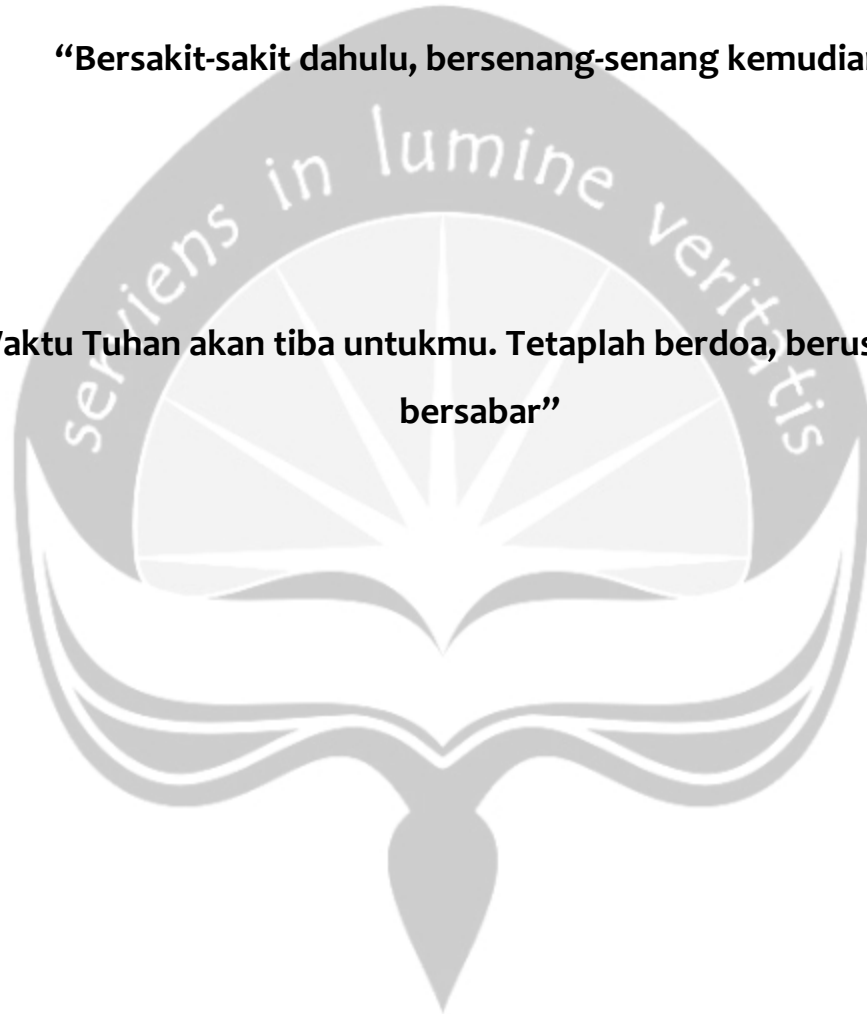 “Bersakit-sakit dahulu, bersenang-senang
serviens in lumine veritatis
Tuhan akan tiba untukmu. Tetaplah berdoa,
bersabar”